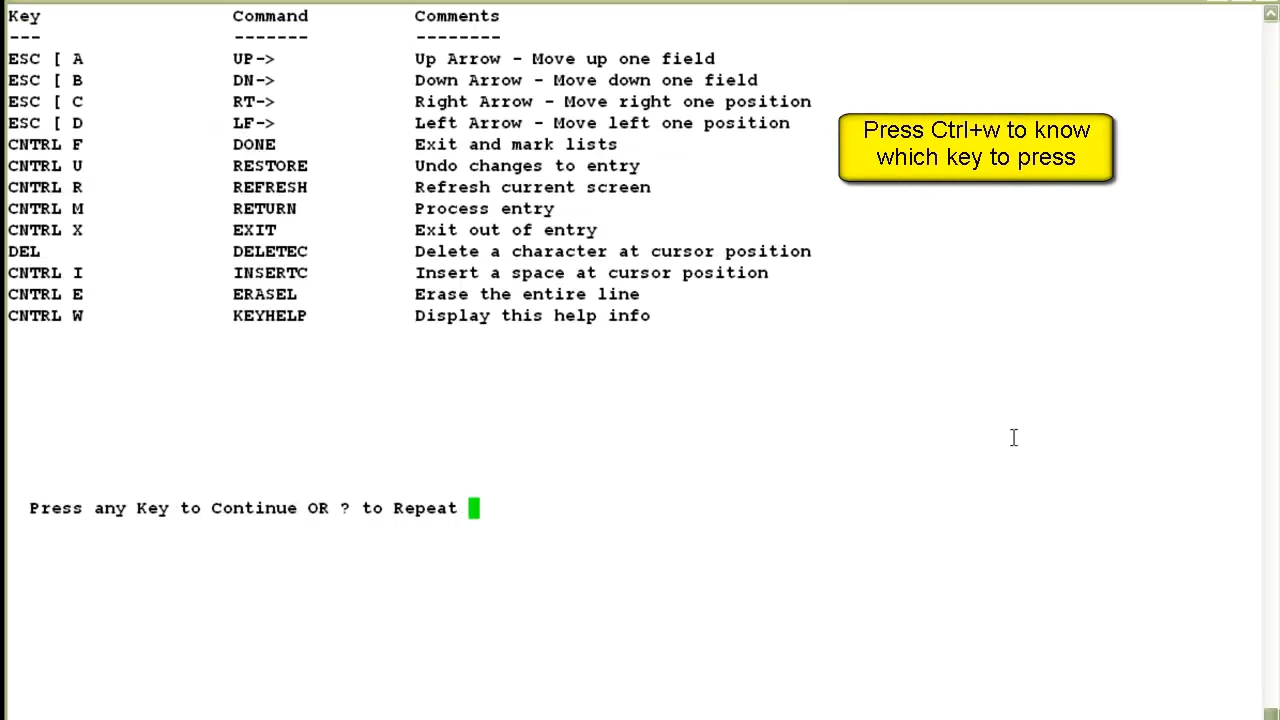 Key Command Comments
--- ------- --------
ESC [ A UP-> Up Arrow - Move up one field
ESC [ B DN-> Down Arrow - Move down one field
ESC [ C RT-> Right Arrow - Move right one position
ESC [ D LF-> Left Arrow - Move left one position
CNTRL F DONE Exit and mark lists
CNTRL U RESTORE Undo changes to entry
CNTRL R REFRESH Refresh current screen
CNTRL M RETURN Process entry
CNTRL X EXIT Exit out of entry
DEL DELETEC Delete a character at cursor position
CNTRL I INSERTC Insert a space at cursor position
CNTRL E ERASEL Erase the entire line
CNTRL W KEYHELP Display this help info
Press Ctrl+w to know
which key to press
Press any Key to Continue OR ? to Repeat